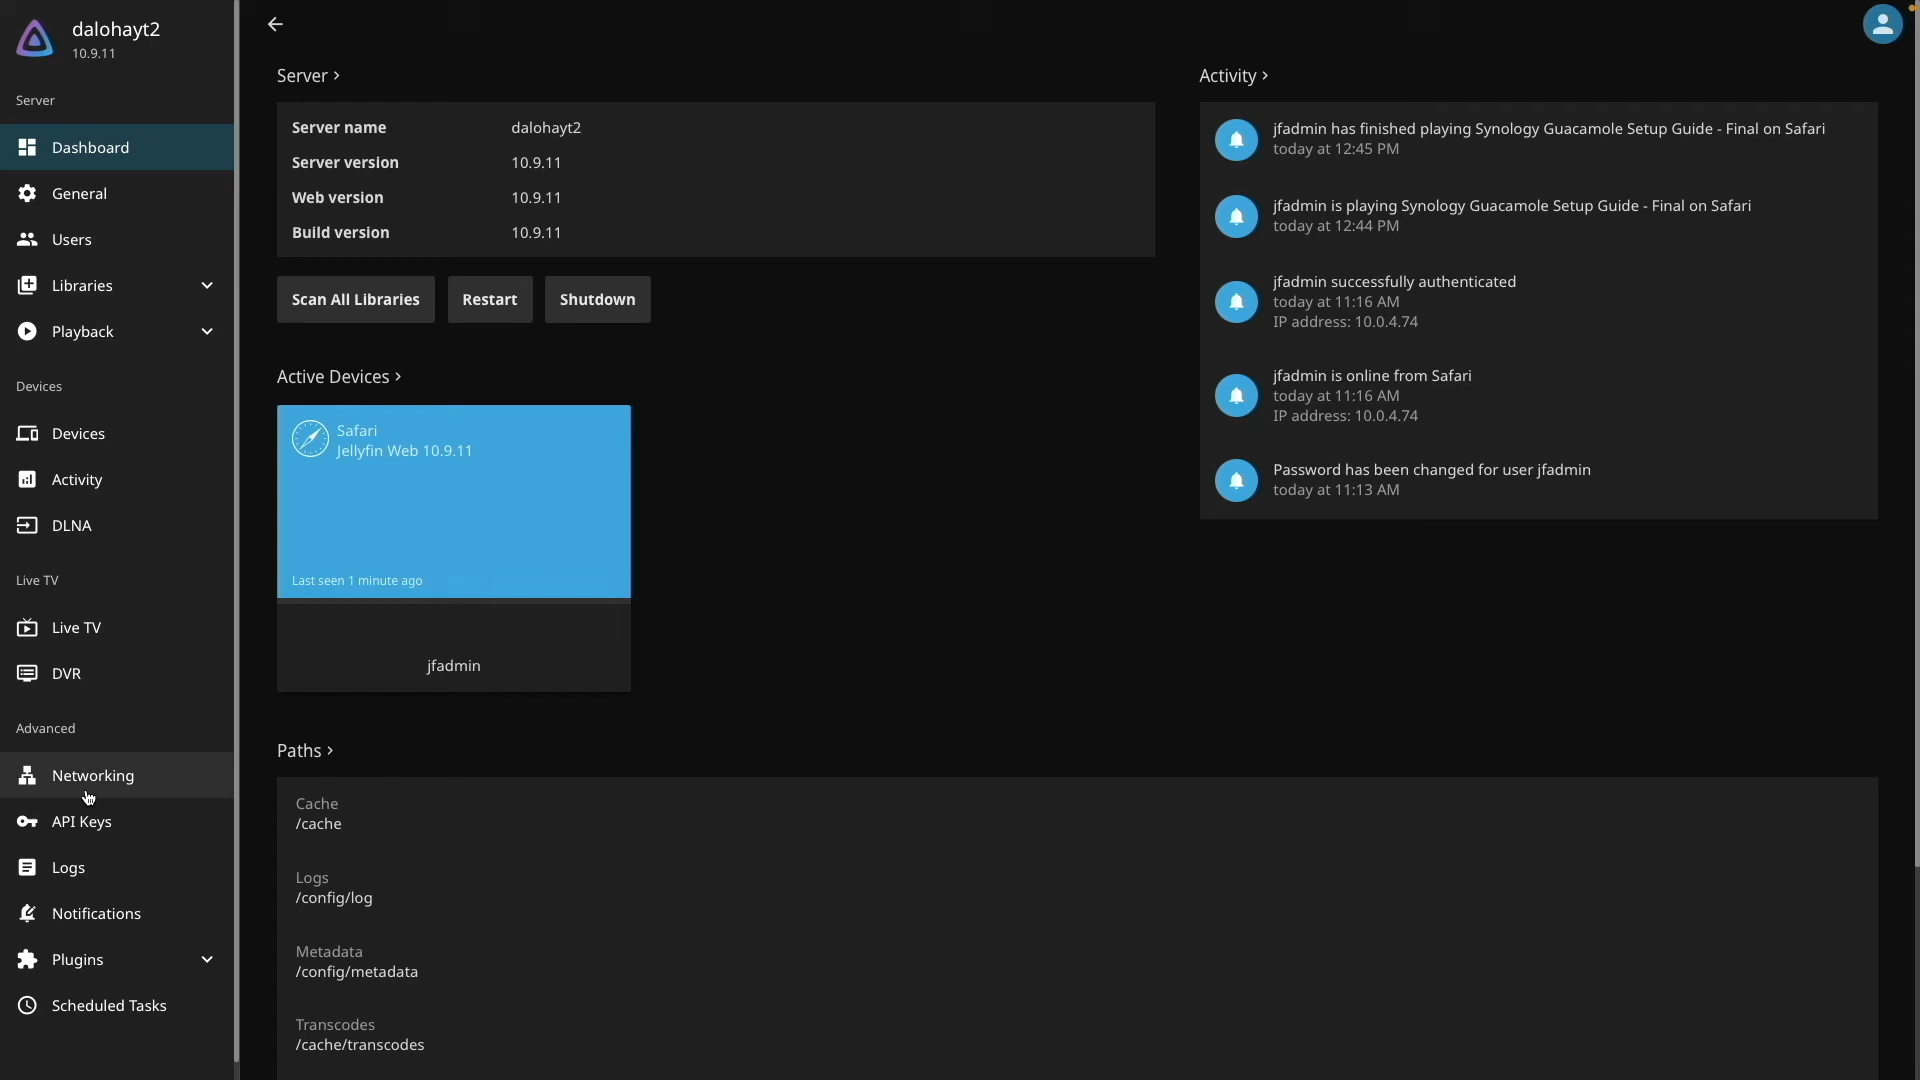 dalohayt2
10.9.11
Server
Dashboard
General
Users
Libraries
Playback
Devices
Devices
Activity
DLNA
Live TV
Live TV
DVR
Advanced
Networking
API Keys
Logs
Notifications
Plugins
Scheduled Tasks
Server
Server name dalohayt2
Server version 10.9.11
Web version 10.9.11
Build version 10.9.11
Scan All Libraries Restart Shutdown
Active Devices
Safari
Jellyfin Web 10.9.11
Last seen 1 minute ago
jfadmin
Paths
Cache
/cache
Logs
/config/log
Metadata
/config/metadata
Transcodes
/cache/transcodes
Activity
jfadmin has finished playing Synology Guacamole Setup Guide - Final on Safari
today at 12:45 PM
jfadmin is playing Synology Guacamole Setup Guide - Final on Safari
today at 12:44 PM
jfadmin successfully authenticated
today at 11:16 AM
IP address: 10.0.4.74
jfadmin is online from Safari
today at 11:16 AM
IP address: 10.0.4.74
Password has been changed for user jfadmin
today at 11:13 AM